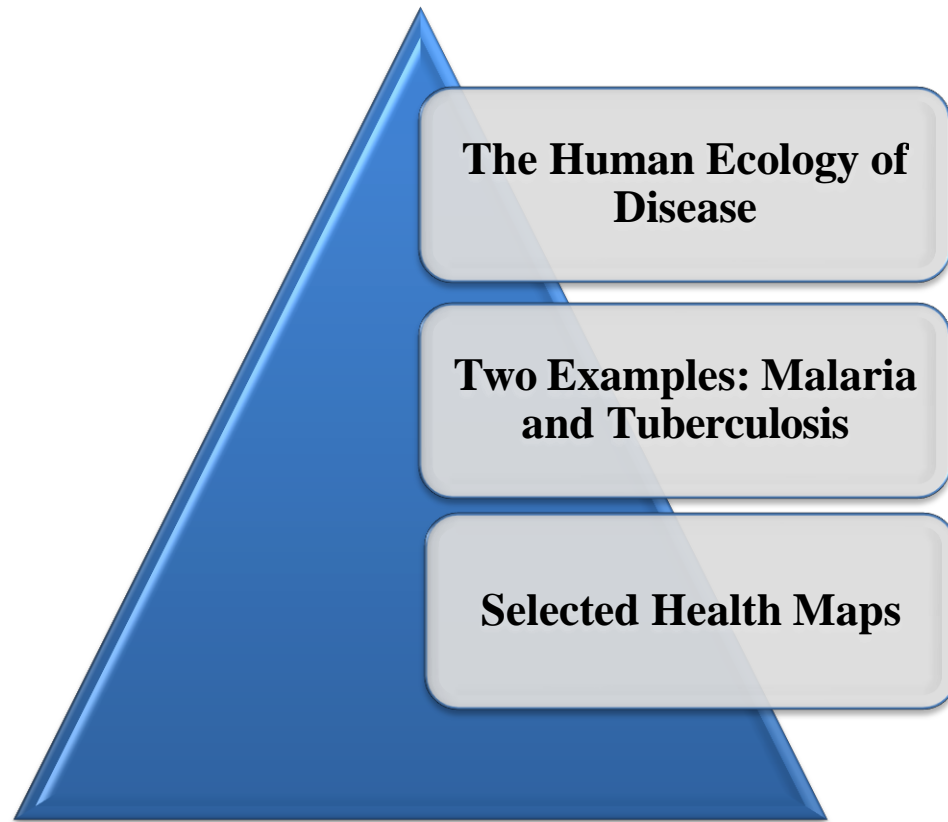 The Human Ecology of
Disease
Two Examples: Malaria
and Tuberculosis
Selected Health Maps